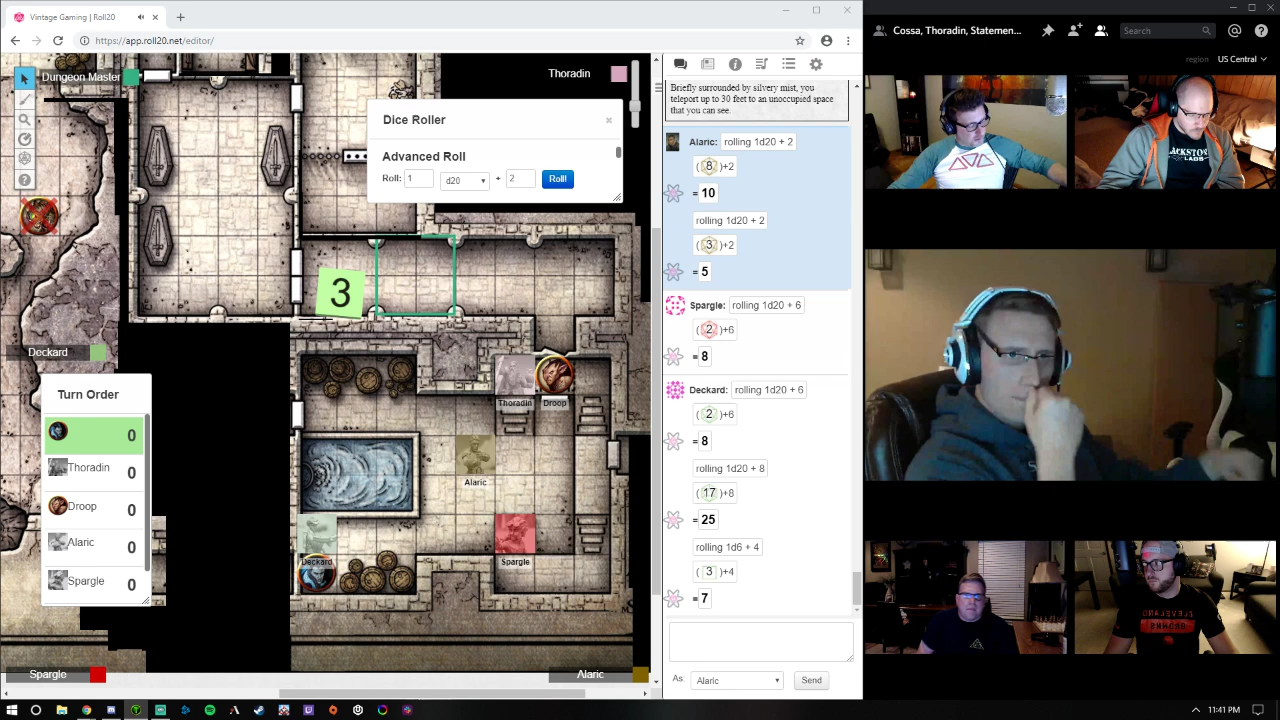 Vintage Gaming | Roll20
https://app.roll20.net/editor/
Cossa, Thoradin, Statemen...
Search
region US Central
Dungeon Master
Thoradin
Dice Roller
Advanced Roll
Roll: 1 d20 + 2 Roll!
3
Deckard
Turn Order
0
Thoradin 0
Droop 0
Alaric 0
Spargle 0
Thoradin
Droop
Alaric
Deckard
Spargle
Spargle
Alaric
Briefly surrounded by silvery mist, you
teleport up to 30 feet to an unoccupied space
that you can see.
Alaric: rolling 1d20 + 2
(8)+2
= 10
rolling 1d20 + 2
(3)+2
= 5
Spargle: rolling 1d20 + 6
(2)+6
= 8
Deckard: rolling 1d20 + 6
(2)+6
= 8
rolling 1d20 + 8
(17)+8
= 25
rolling 1d6 + 4
(3)+4
= 7
As: Alaric Send
11:41 PM